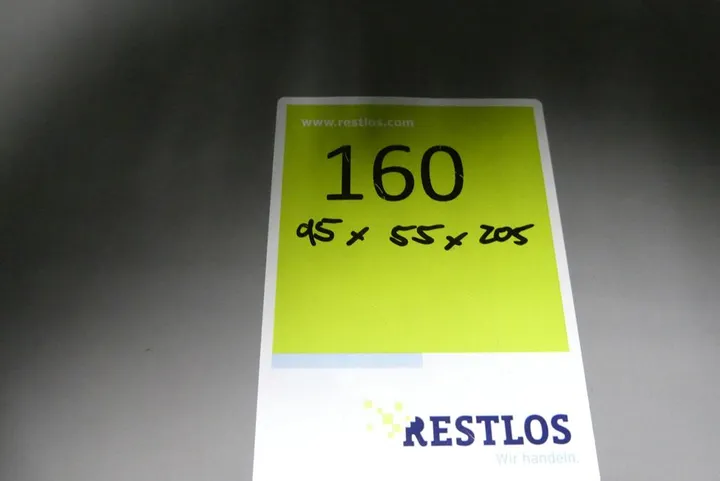 www.restlos.com
160
95 x 55 x 205
RESTLOS
Wir handeln.